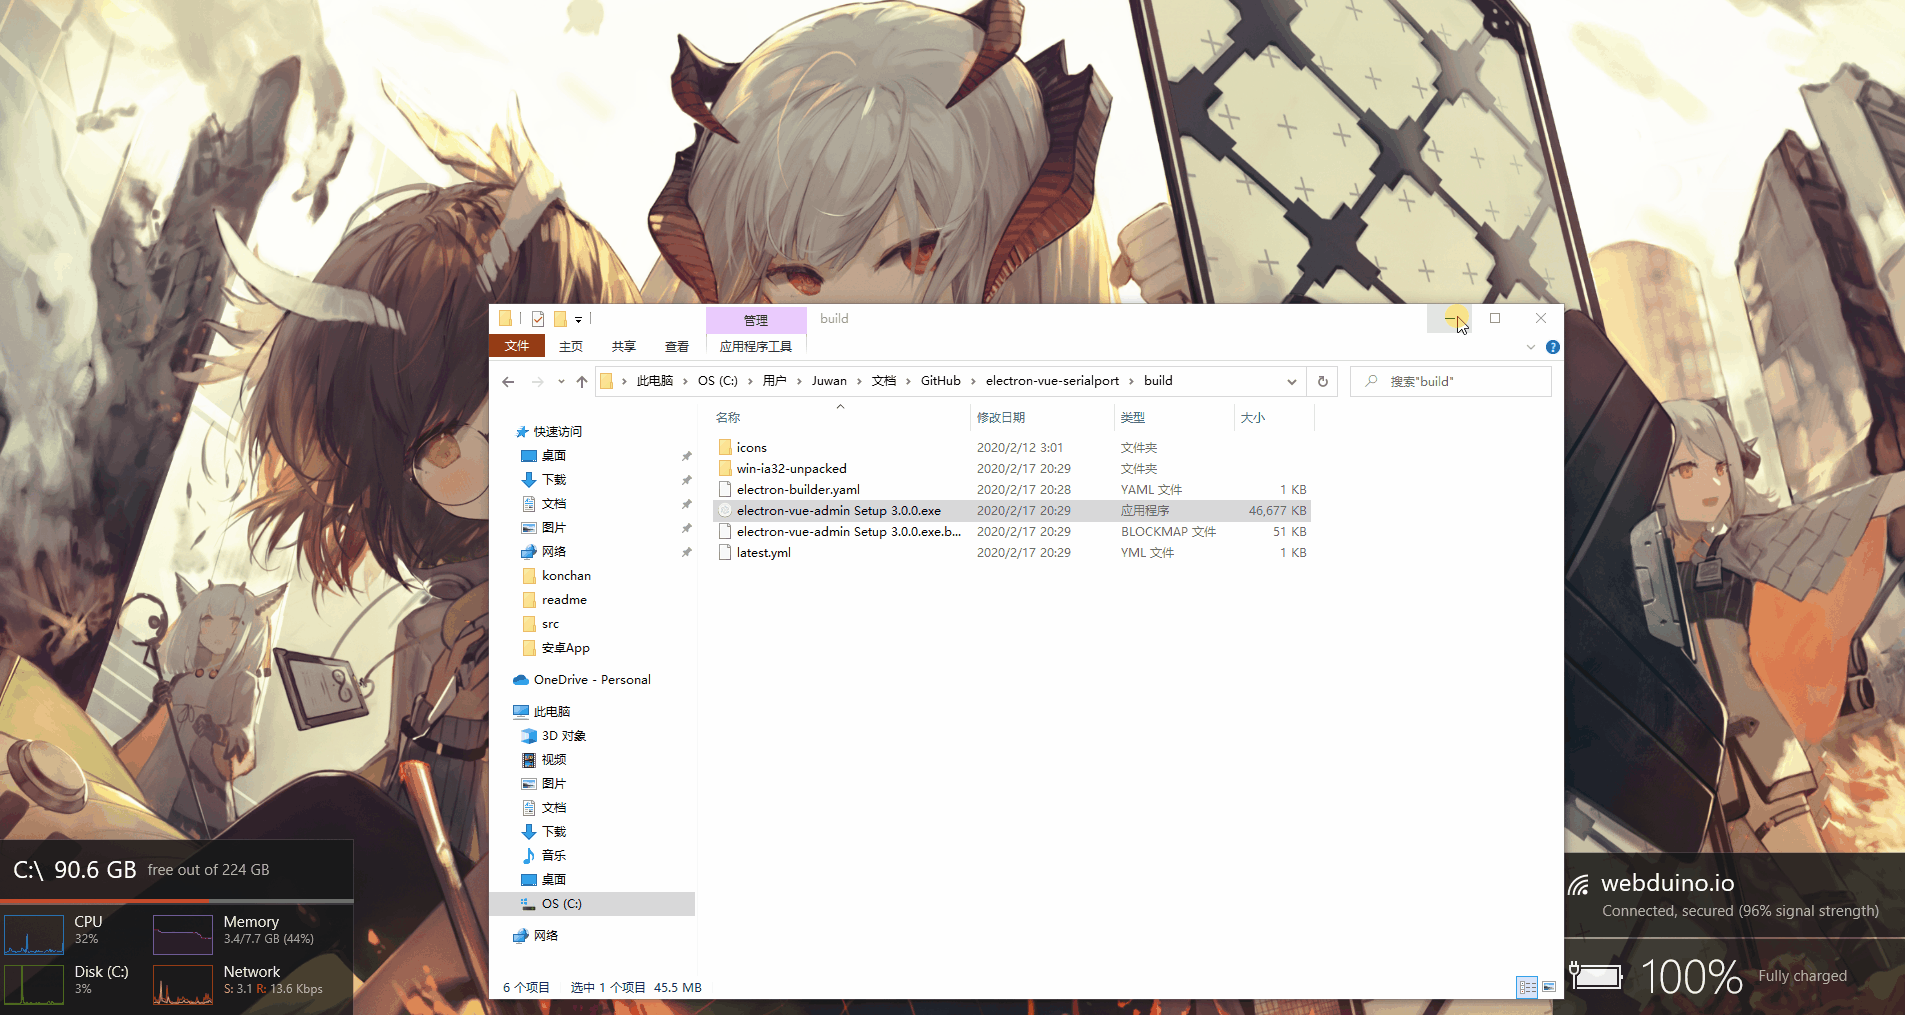 管理
build
文件
主页
共享
查看
应用程序工具
此电脑
OS (C:)
用户
Juwan
文档
GitHub
electron-vue-serialport
build
搜索"build"
名称
修改日期
类型
大小
icons 2020/2/12 3:01 文件夹
win-ia32-unpacked 2020/2/17 20:29 文件夹
electron-builder.yaml 2020/2/17 20:28 YAML 文件 1 KB
electron-vue-admin Setup 3.0.0.exe 2020/2/17 20:29 应用程序 46,677 KB
electron-vue-admin Setup 3.0.0.exe.b... 2020/2/17 20:29 BLOCKMAP 文件 51 KB
latest.yml 2020/2/17 20:29 YML 文件 1 KB
快速访问
桌面
下载
文档
图片
网络
konchan
readme
src
安卓App
OneDrive - Personal
此电脑
3D 对象
视频
图片
文档
下载
音乐
桌面
OS (C:)
网络
6 个项目 选中 1 个项目 45.5 MB
C:\ 90.6 GB free out of 224 GB
CPU
32%
Memory
3.4/7.7 GB (44%)
Disk (C:)
3%
Network
S: 3.1 R: 13.6 Kbps
webduino.io
Connected, secured (96% signal strength)
100% Fully charged